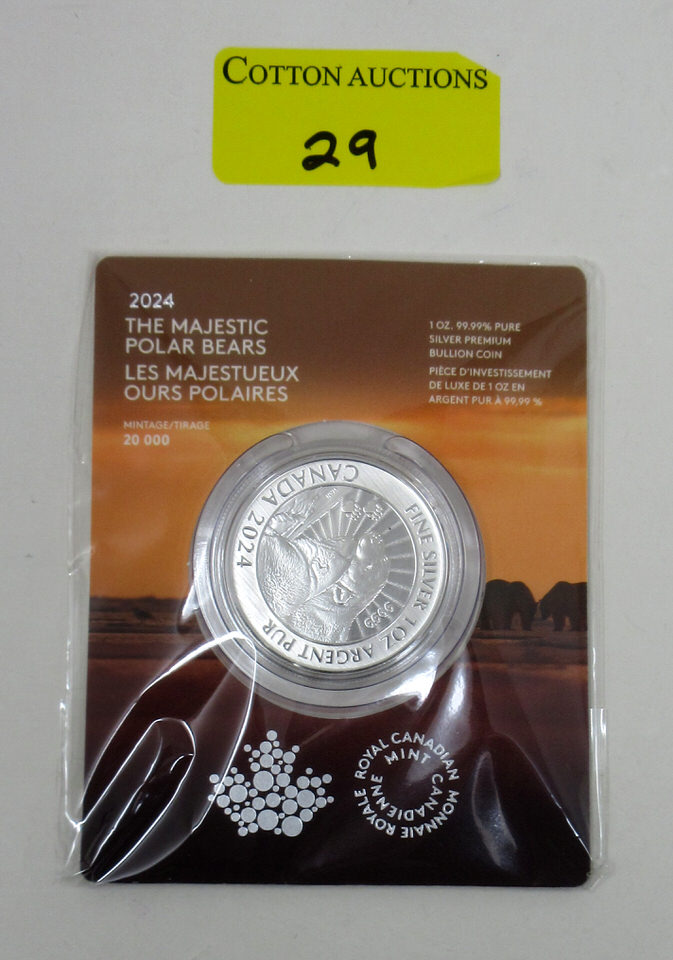 COTTON AUCTIONS
29
2024
THE MAJESTIC
POLAR BEARS
LES MAJESTUEUX
OURS POLAIRES
MINTAGE/TIRAGE
20 000
1 OZ. 99.99% PURE
SILVER PREMIUM
BULLION COIN
PIÈCE D'INVESTISSEMENT
DE LUXE DE 1 OZ EN
ARGENT PUR À 99,99 %
CANADA 2024
FINE SILVER 1 OZ ARGENT PUR
9999
ROYAL CANADIAN MINT
MONNAIE ROYALE CANADIENNE